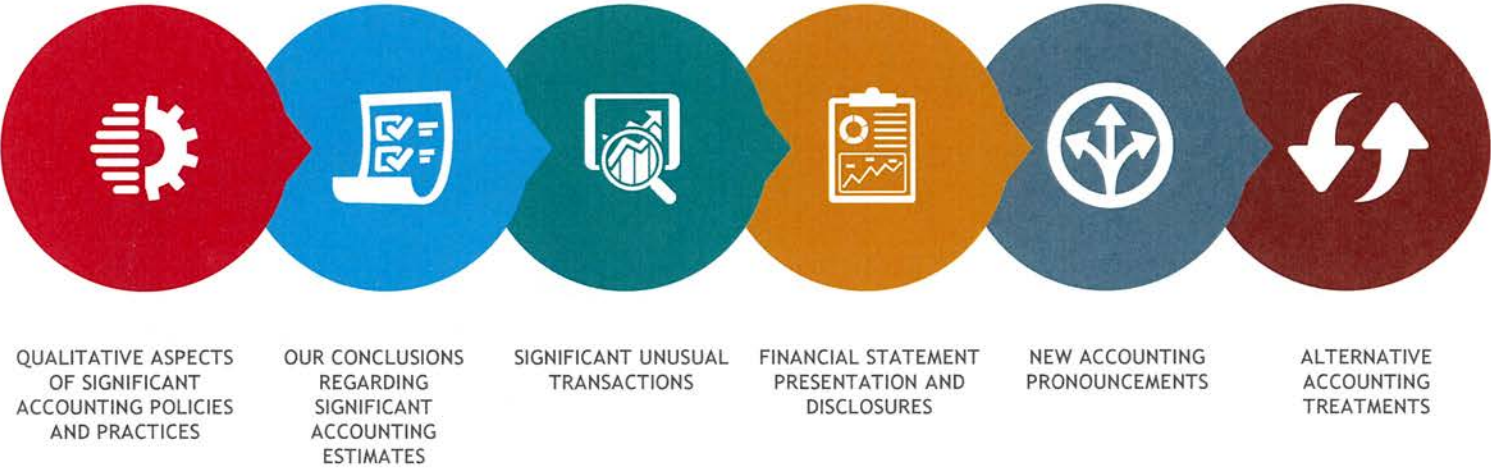 QUALITATIVE ASPECTS
OF SIGNIFICANT
ACCOUNTING POLICIES
AND PRACTICES
OUR CONCLUSIONS
REGARDING
SIGNIFICANT
ACCOUNTING
ESTIMATES
SIGNIFICANT UNUSUAL
TRANSACTIONS
FINANCIAL STATEMENT
PRESENTATION AND
DISCLOSURES
NEW ACCOUNTING
PRONOUNCEMENTS
ALTERNATIVE
ACCOUNTING
TREATMENTS